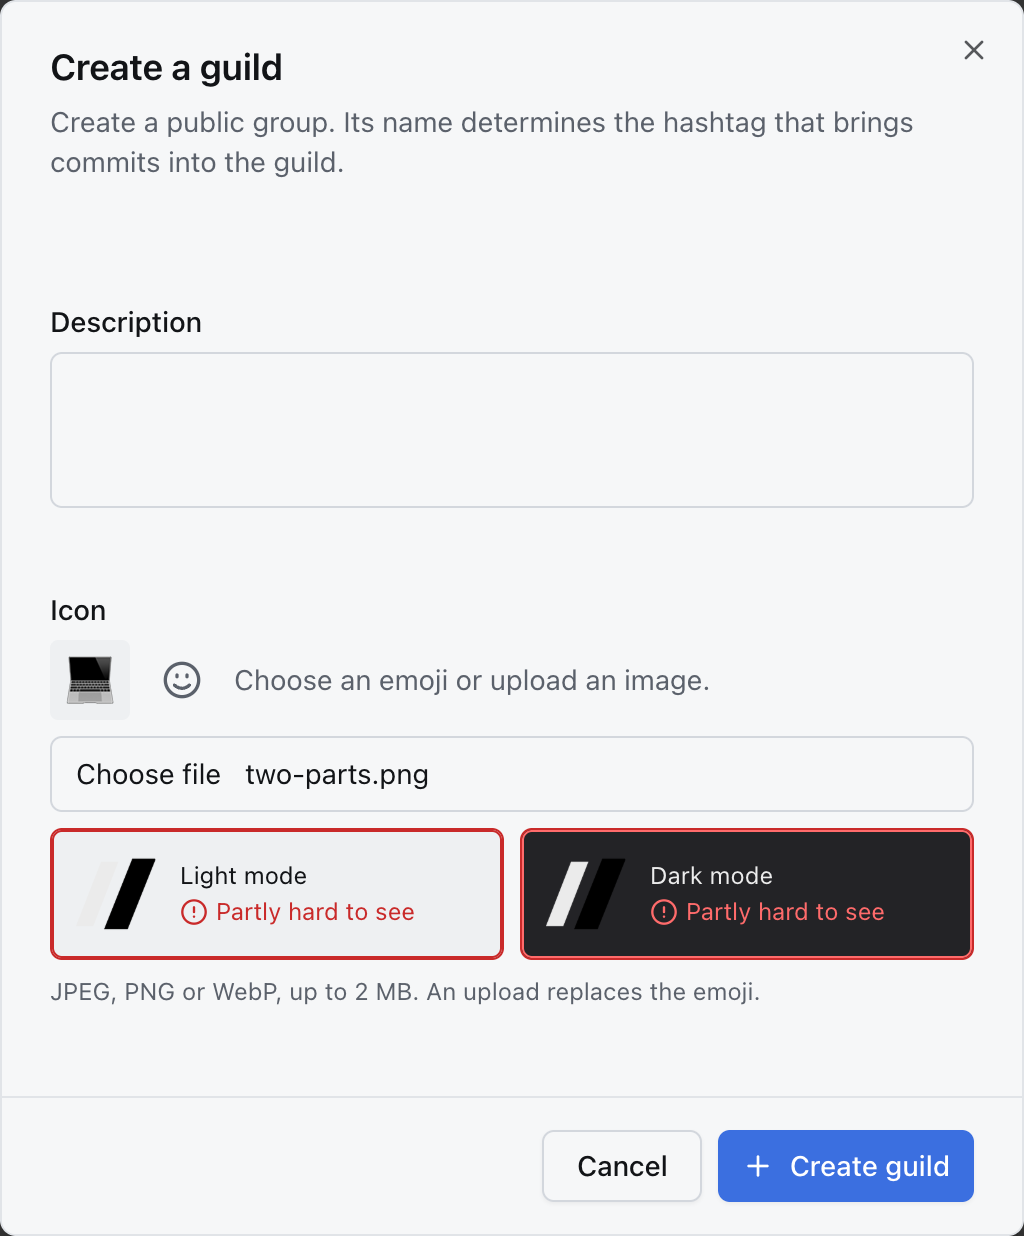 Create a guild
Create a public group. Its name determines the hashtag that brings
commits into the guild.
Description
Icon
Choose an emoji or upload an image.
Choose file two-parts.png
Light mode
Partly hard to see
Dark mode
Partly hard to see
JPEG, PNG or WebP, up to 2 MB. An upload replaces the emoji.
Cancel
Create guild